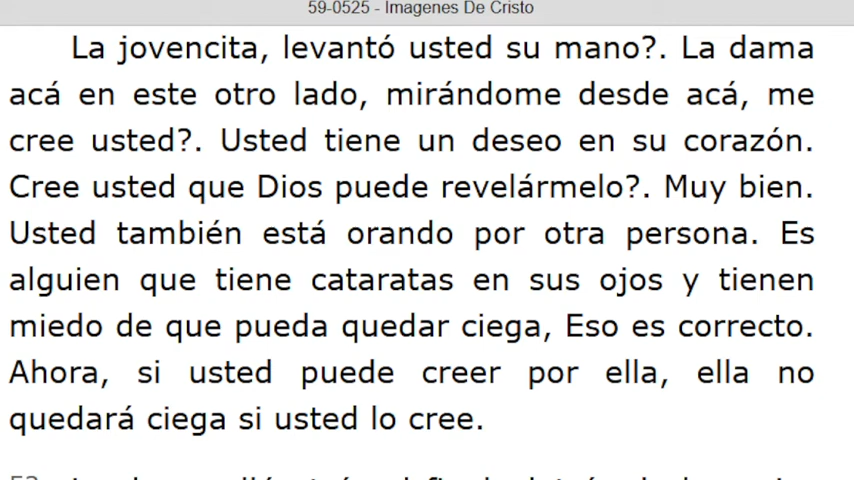 59-0525 - Imagenes De Cristo
La jovencita, levantó usted su mano?. La dama
acá en este otro lado, mirándome desde acá, me
cree usted?. Usted tiene un deseo en su corazón.
Cree usted que Dios puede revelármelo?. Muy bien.
Usted también está orando por otra persona. Es
alguien que tiene cataratas en sus ojos y tienen
miedo de que pueda quedar ciega, Eso es correcto.
Ahora, si usted puede creer por ella, ella no
quedará ciega si usted lo cree.